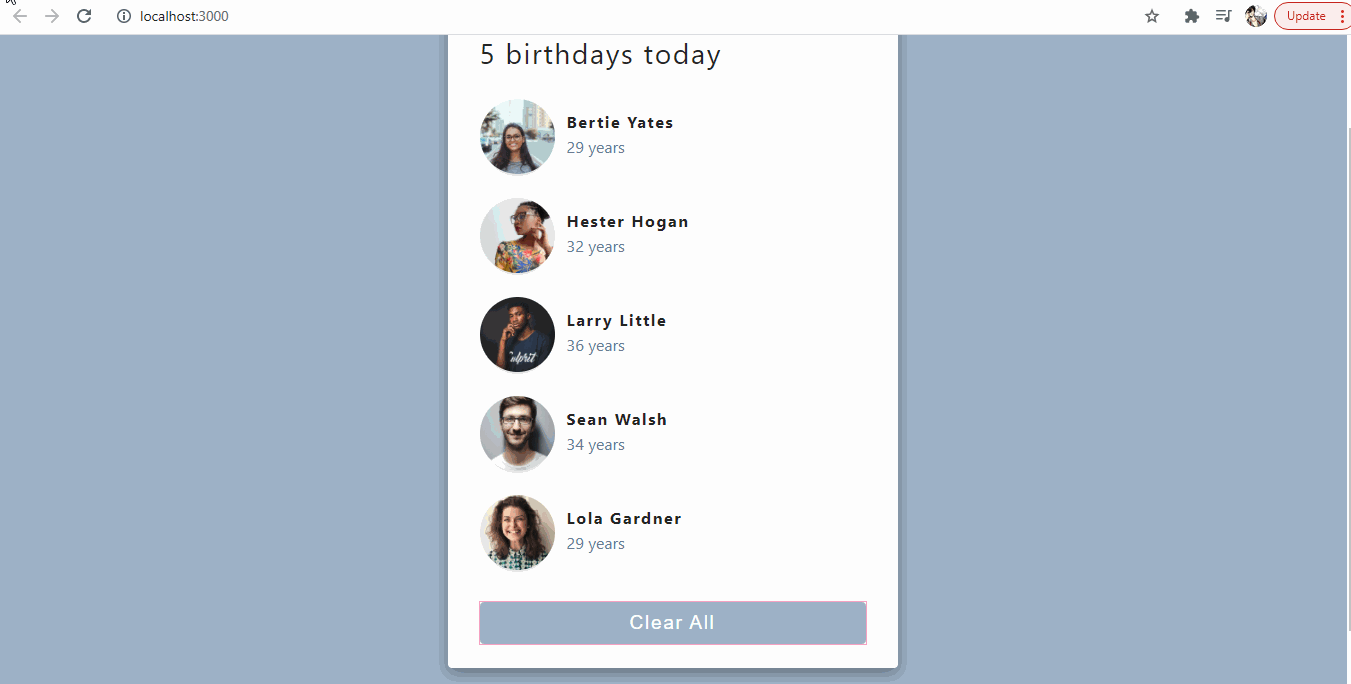 localhost:3000
Update
5 birthdays today
Bertie Yates
29 years
Hester Hogan
32 years
Larry Little
36 years
Sean Walsh
34 years
Lola Gardner
29 years
Clear All